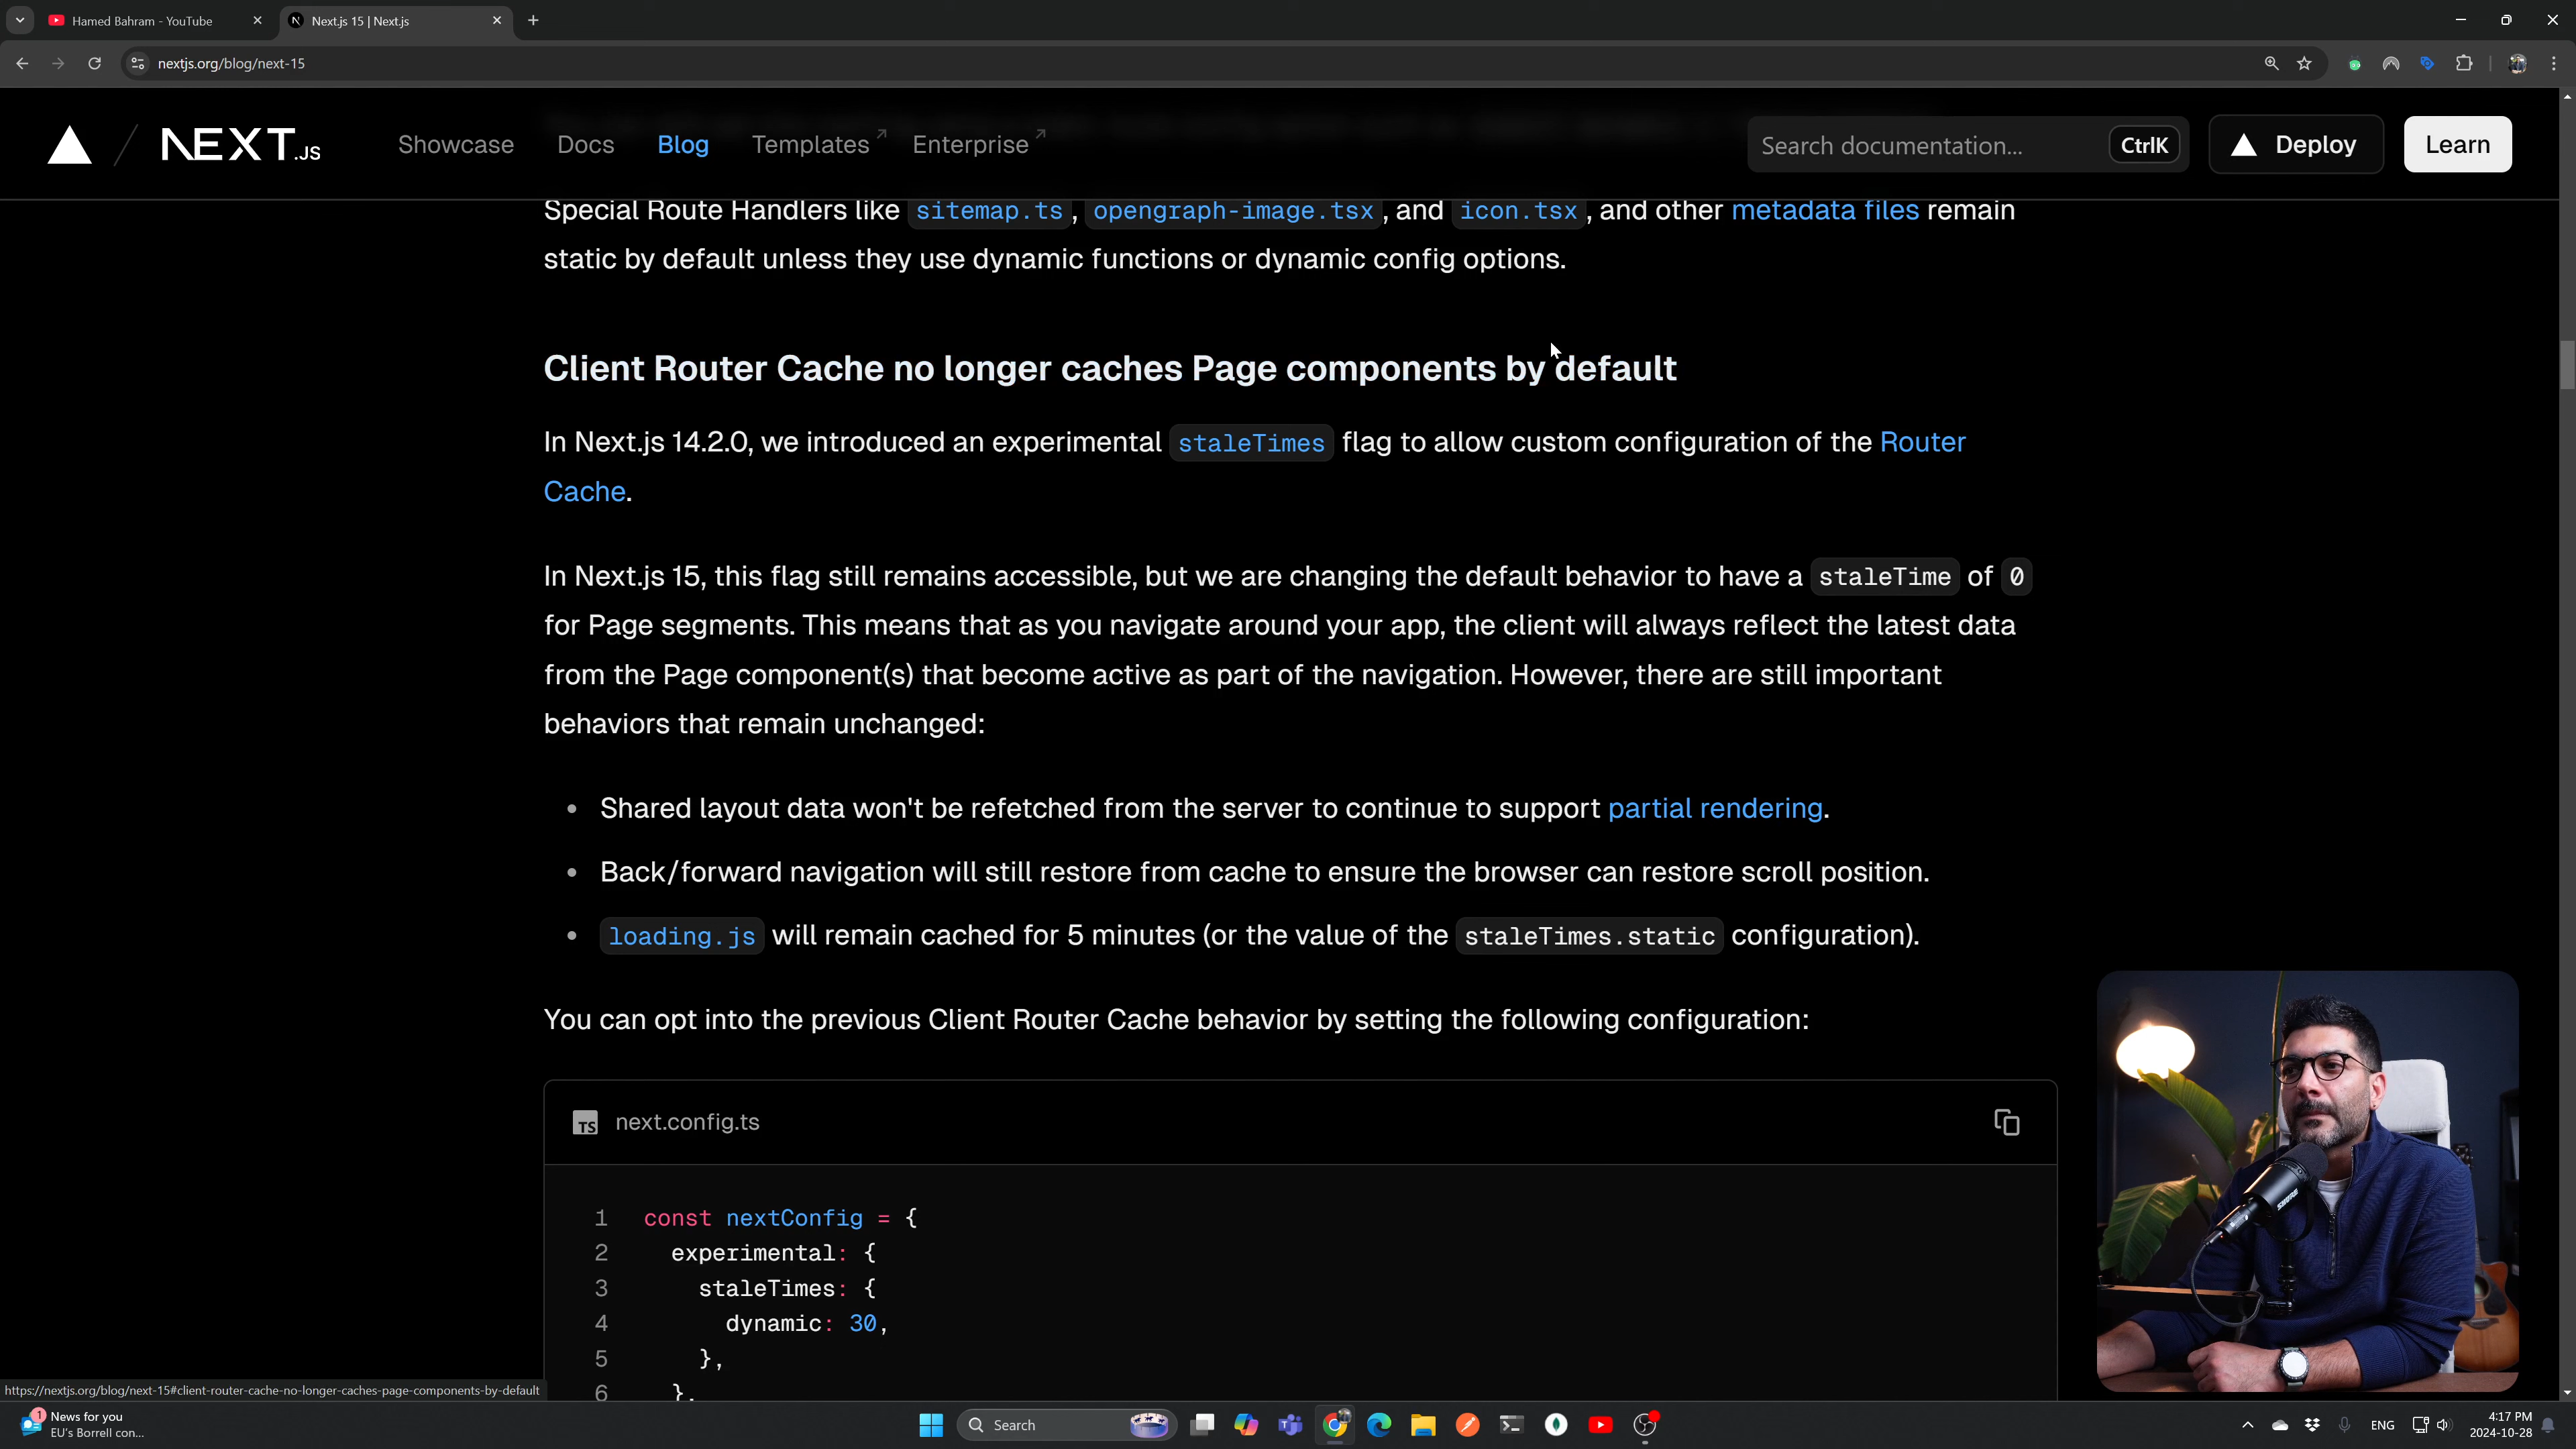 Hamed Bahram - YouTube
Next.js 15 | Next.js
nextjs.org/blog/next-15
NEXT.JS
Showcase
Docs
Blog
Templates
Enterprise
Search documentation...
CtrlK
Deploy
Learn
Special Route Handlers like sitemap.ts, opengraph-image.tsx, and icon.tsx, and other metadata files remain
static by default unless they use dynamic functions or dynamic config options.
Client Router Cache no longer caches Page components by default
In Next.js 14.2.0, we introduced an experimental staleTimes flag to allow custom configuration of the Router
Cache.
In Next.js 15, this flag still remains accessible, but we are changing the default behavior to have a staleTime of 0
for Page segments. This means that as you navigate around your app, the client will always reflect the latest data
from the Page component(s) that become active as part of the navigation. However, there are still important
behaviors that remain unchanged:
• Shared layout data won't be refetched from the server to continue to support partial rendering.
• Back/forward navigation will still restore from cache to ensure the browser can restore scroll position.
• loading.js will remain cached for 5 minutes (or the value of the staleTimes.static configuration).
You can opt into the previous Client Router Cache behavior by setting the following configuration:
TS next.config.ts
1 const nextConfig = {
2 experimental: {
3 staleTimes: {
4 dynamic: 30,
5 },
6 },
SHURE
https://nextjs.org/blog/next-15#client-router-cache-no-longer-caches-page-components-by-default
1
News for you
EU's Borrell con...
Search
ENG
4:17 PM
2024-10-28